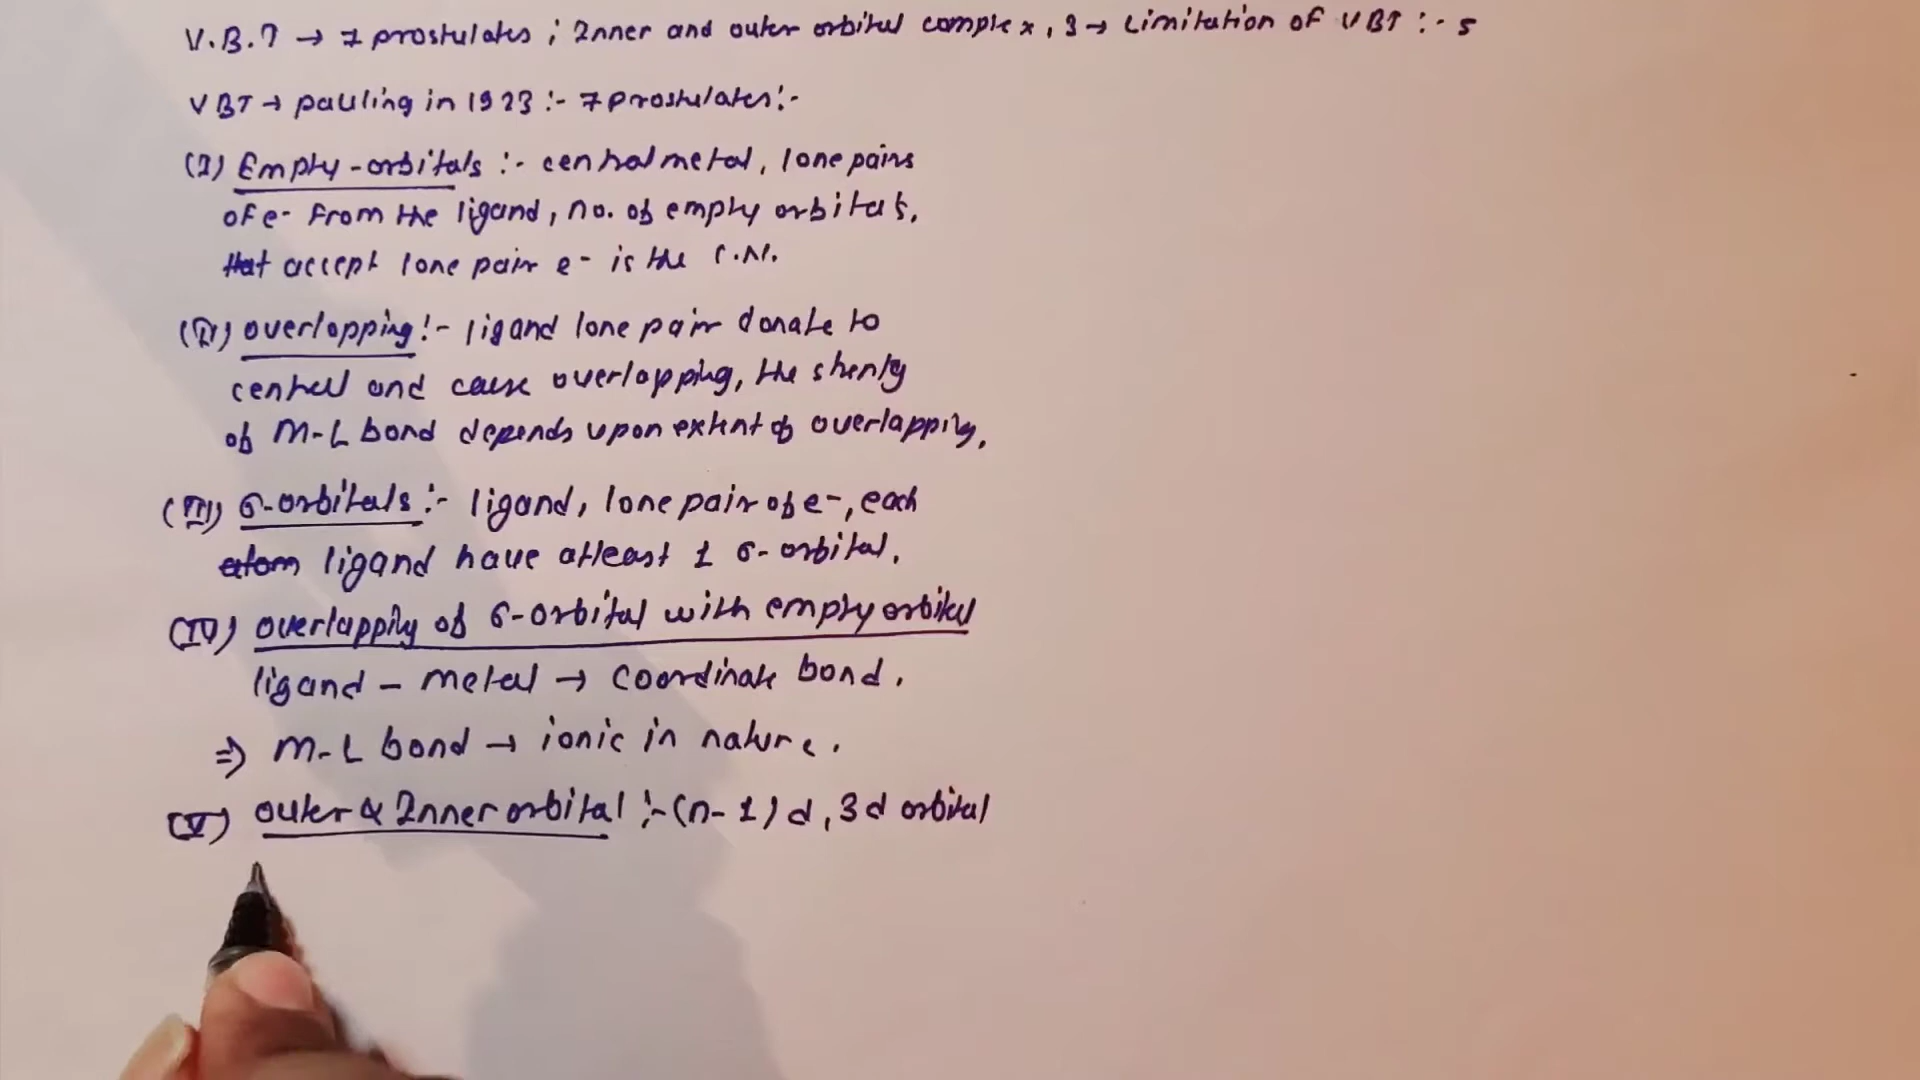 V.B.T → 7 prostulates ; Inner and outer orbital complex, 3 → Limitation of VBT :- 5
VBT → pauling in 1923 :- 7 prostulates :-
(I) Empty-orbitals :- central metal, lone pairs
of e- from the ligand, no. of empty orbitals,
that accept lone pair e- is the C.N.
(II) overlopping :- ligand lone pair donate to
central and cause overlapping, the
of M-L bond depends upon extent of overlapping.
(III) σ-orbitals :- ligand, lone pair of e-, each
atom ligand have atleast 1 σ-orbital.
(IV) overlapping of σ-orbital with empty orbital
ligand - metal → coordinate bond.
⇒ M-L bond → ionic in nature.
(V) outer & Inner orbital :- (n-1)d, 3d orbital